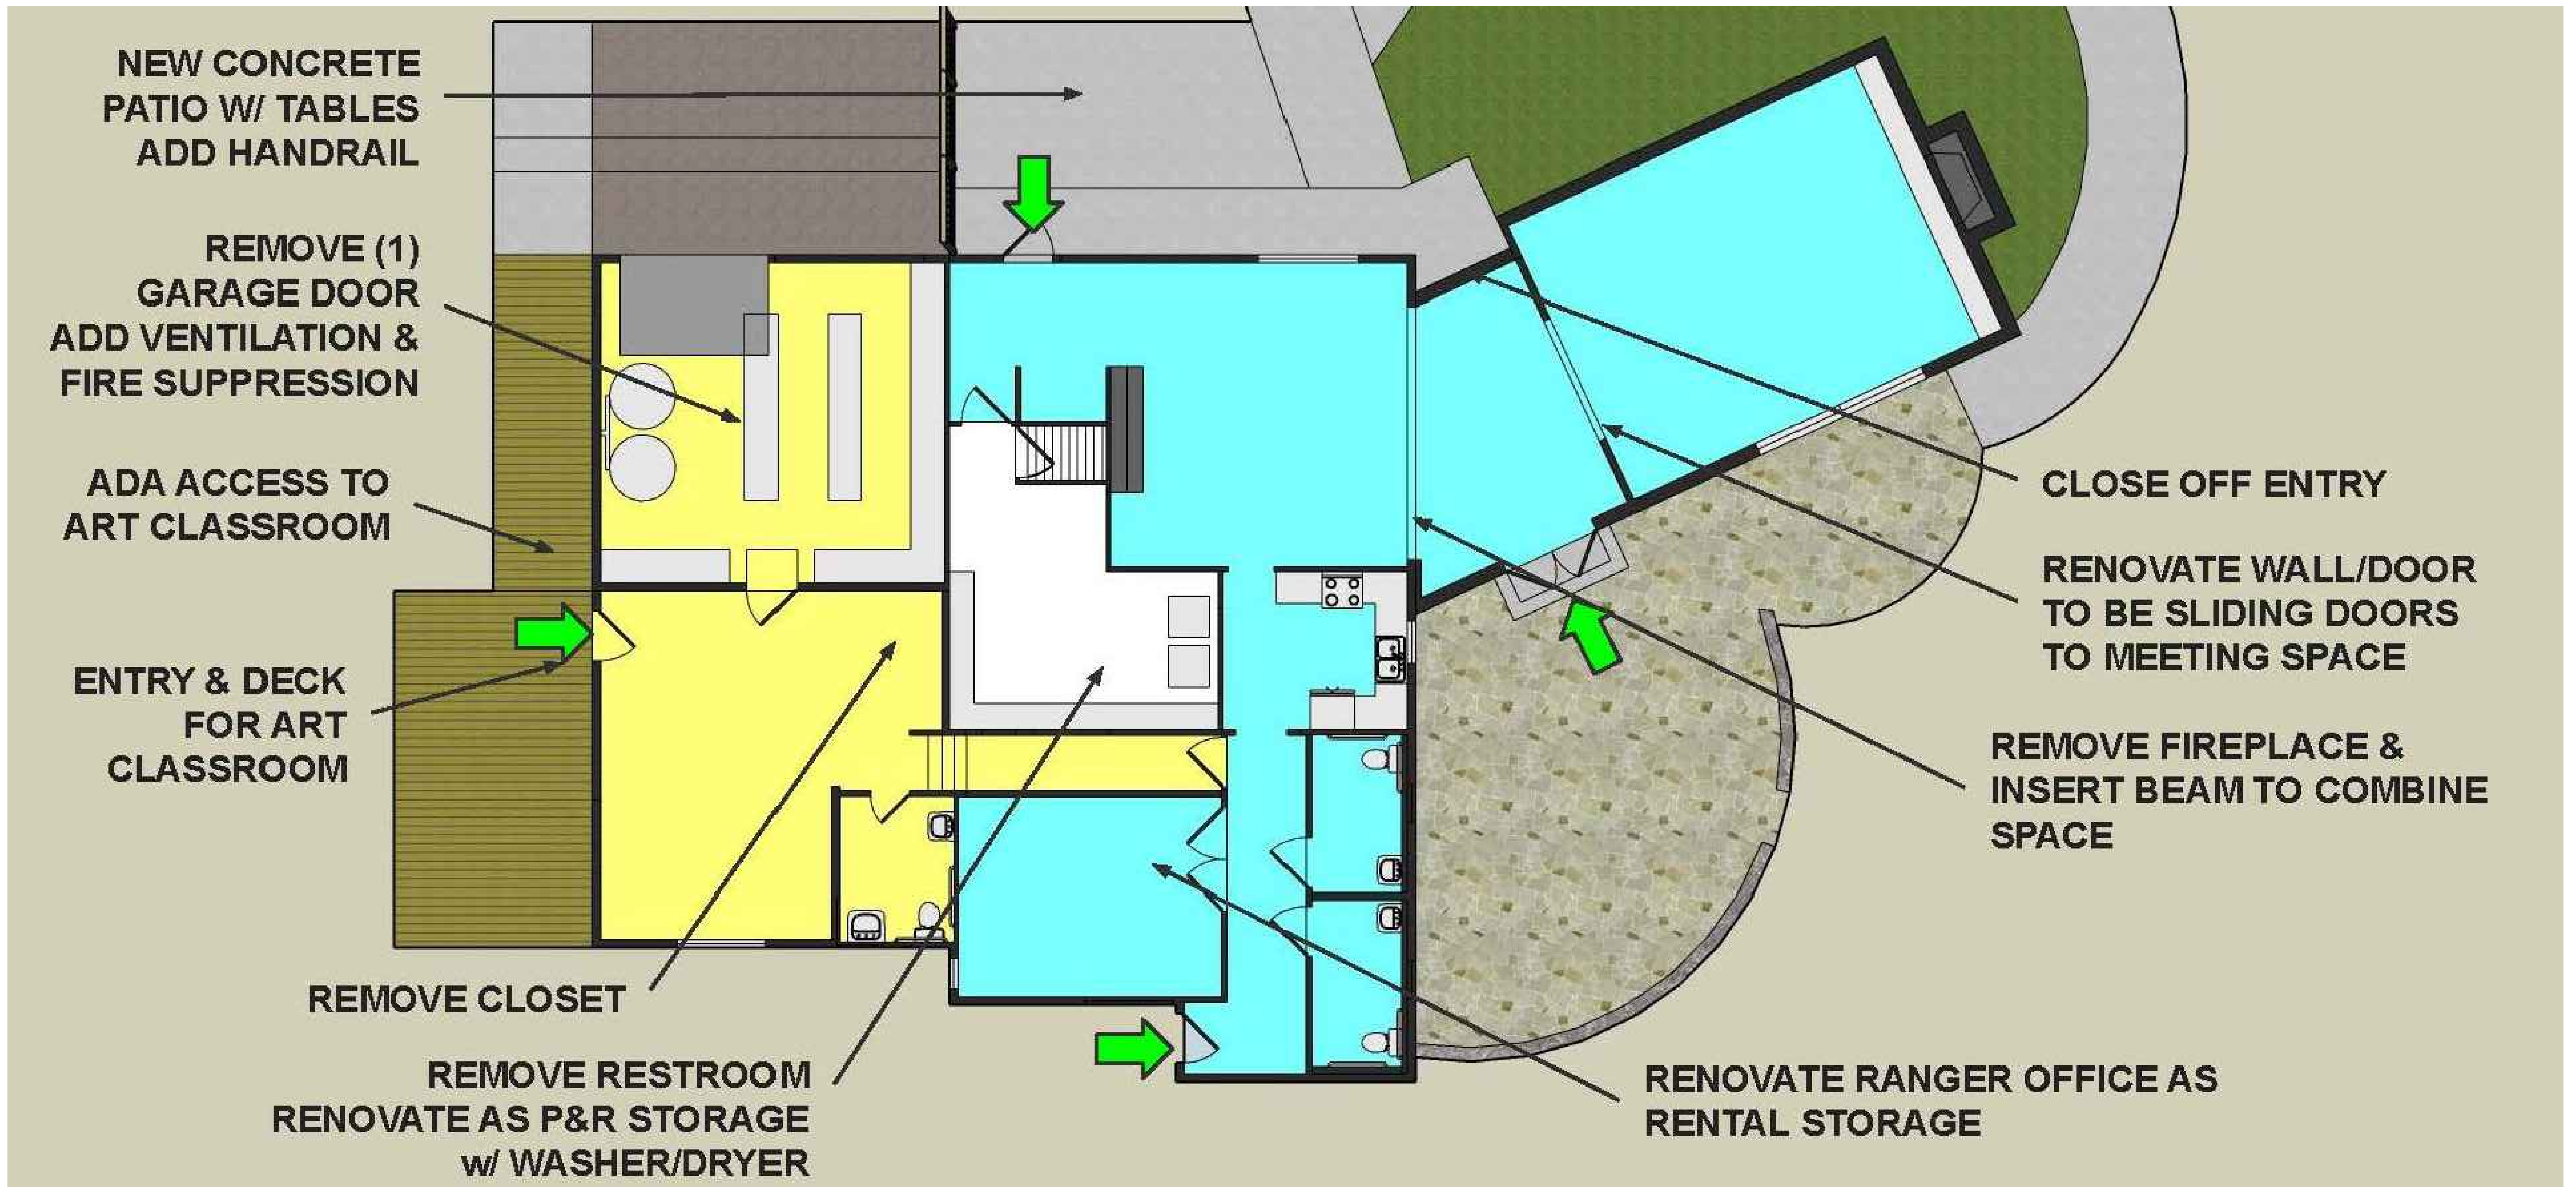 NEW CONCRETE
PATIO W/ TABLES
ADD HANDRAIL
REMOVE (1)
GARAGE DOOR
ADD VENTILATION &
FIRE SUPPRESSION
ADA ACCESS TO
ART CLASSROOM
ENTRY & DECK
FOR ART
CLASSROOM
REMOVE CLOSET
REMOVE RESTROOM
RENOVATE AS P&R STORAGE
w/ WASHER/DRYER
CLOSE OFF ENTRY
RENOVATE WALL/DOOR
TO BE SLIDING DOORS
TO MEETING SPACE
REMOVE FIREPLACE &
INSERT BEAM TO COMBINE
SPACE
RENOVATE RANGER OFFICE AS
RENTAL STORAGE